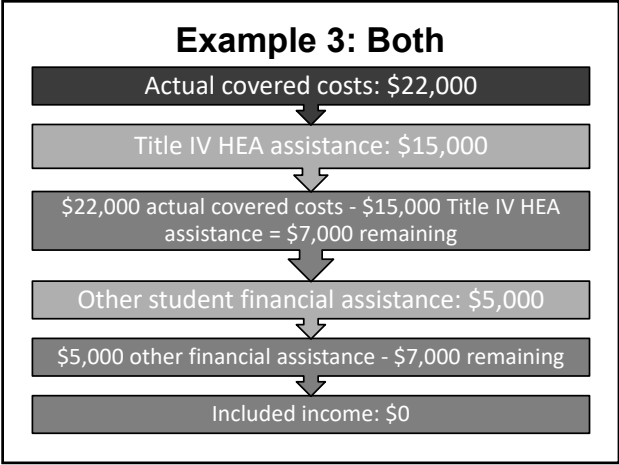 Example 3: Both
Actual covered costs: $22,000
Title IV HEA assistance: $15,000
$22,000 actual covered costs - $15,000 Title IV HEA
assistance = $7,000 remaining
Other student financial assistance: $5,000
$5,000 other financial assistance - $7,000 remaining
Included income: $0